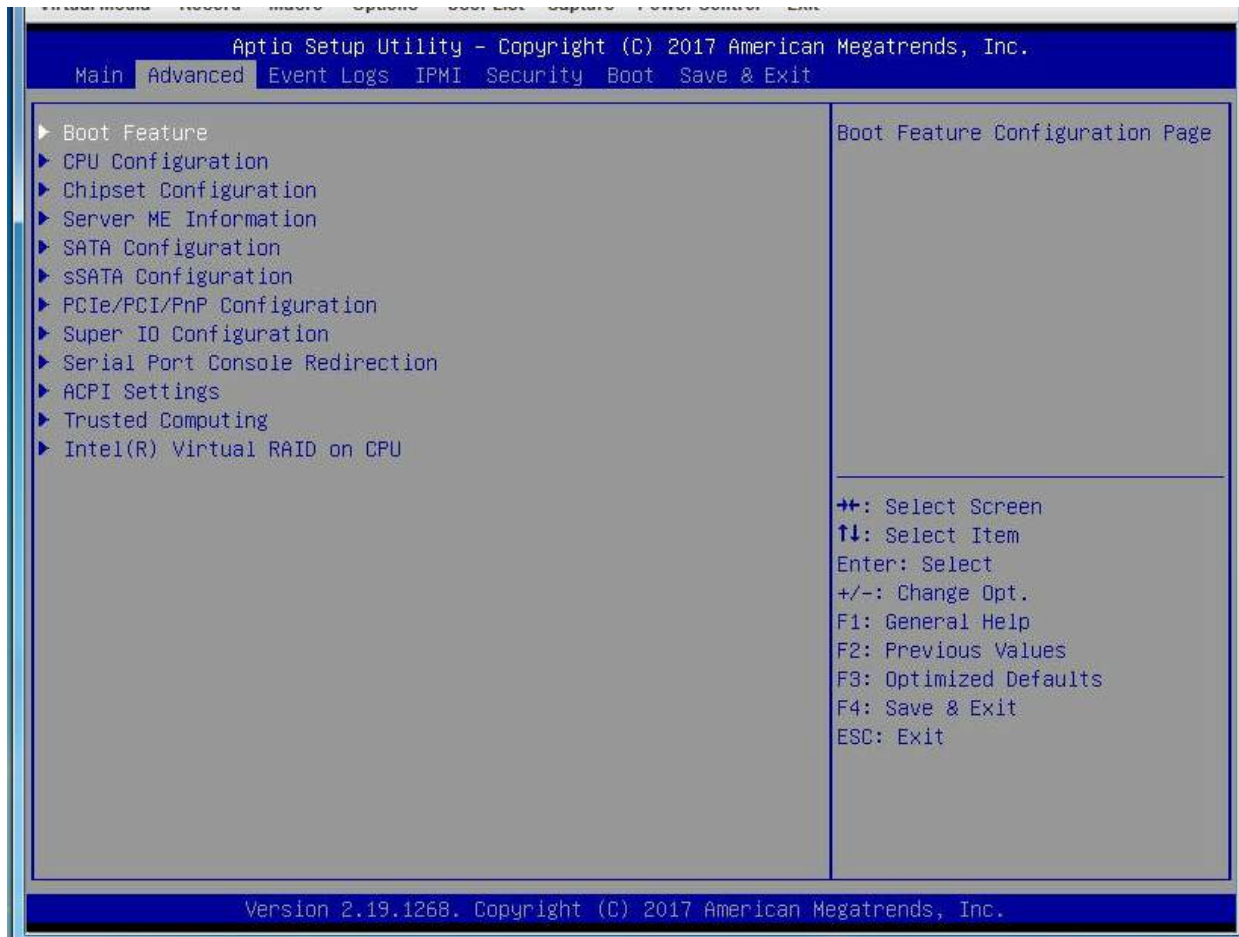 Aptio Setup Utility – Copyright (C) 2017 American Megatrends, Inc.
Main Advanced Event Logs IPMI Security Boot Save & Exit
Boot Feature
CPU Configuration
Chipset Configuration
Server ME Information
SATA Configuration
sSATA Configuration
PCIe/PCI/PnP Configuration
Super IO Configuration
Serial Port Console Redirection
ACPI Settings
Trusted Computing
Intel(R) Virtual RAID on CPU
Boot Feature Configuration Page
→←: Select Screen
↑↓: Select Item
Enter: Select
+/-: Change Opt.
F1: General Help
F2: Previous Values
F3: Optimized Defaults
F4: Save & Exit
ESC: Exit
Version 2.19.1268. Copyright (C) 2017 American Megatrends, Inc.